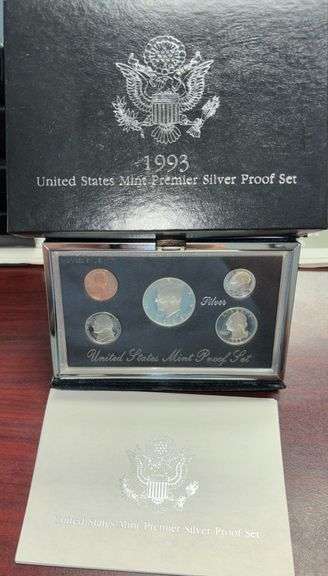 1993
United States Mint Premier Silver Proof Set
Silver
United States Mint Proof Set
United States Mint Premier Silver Proof Set